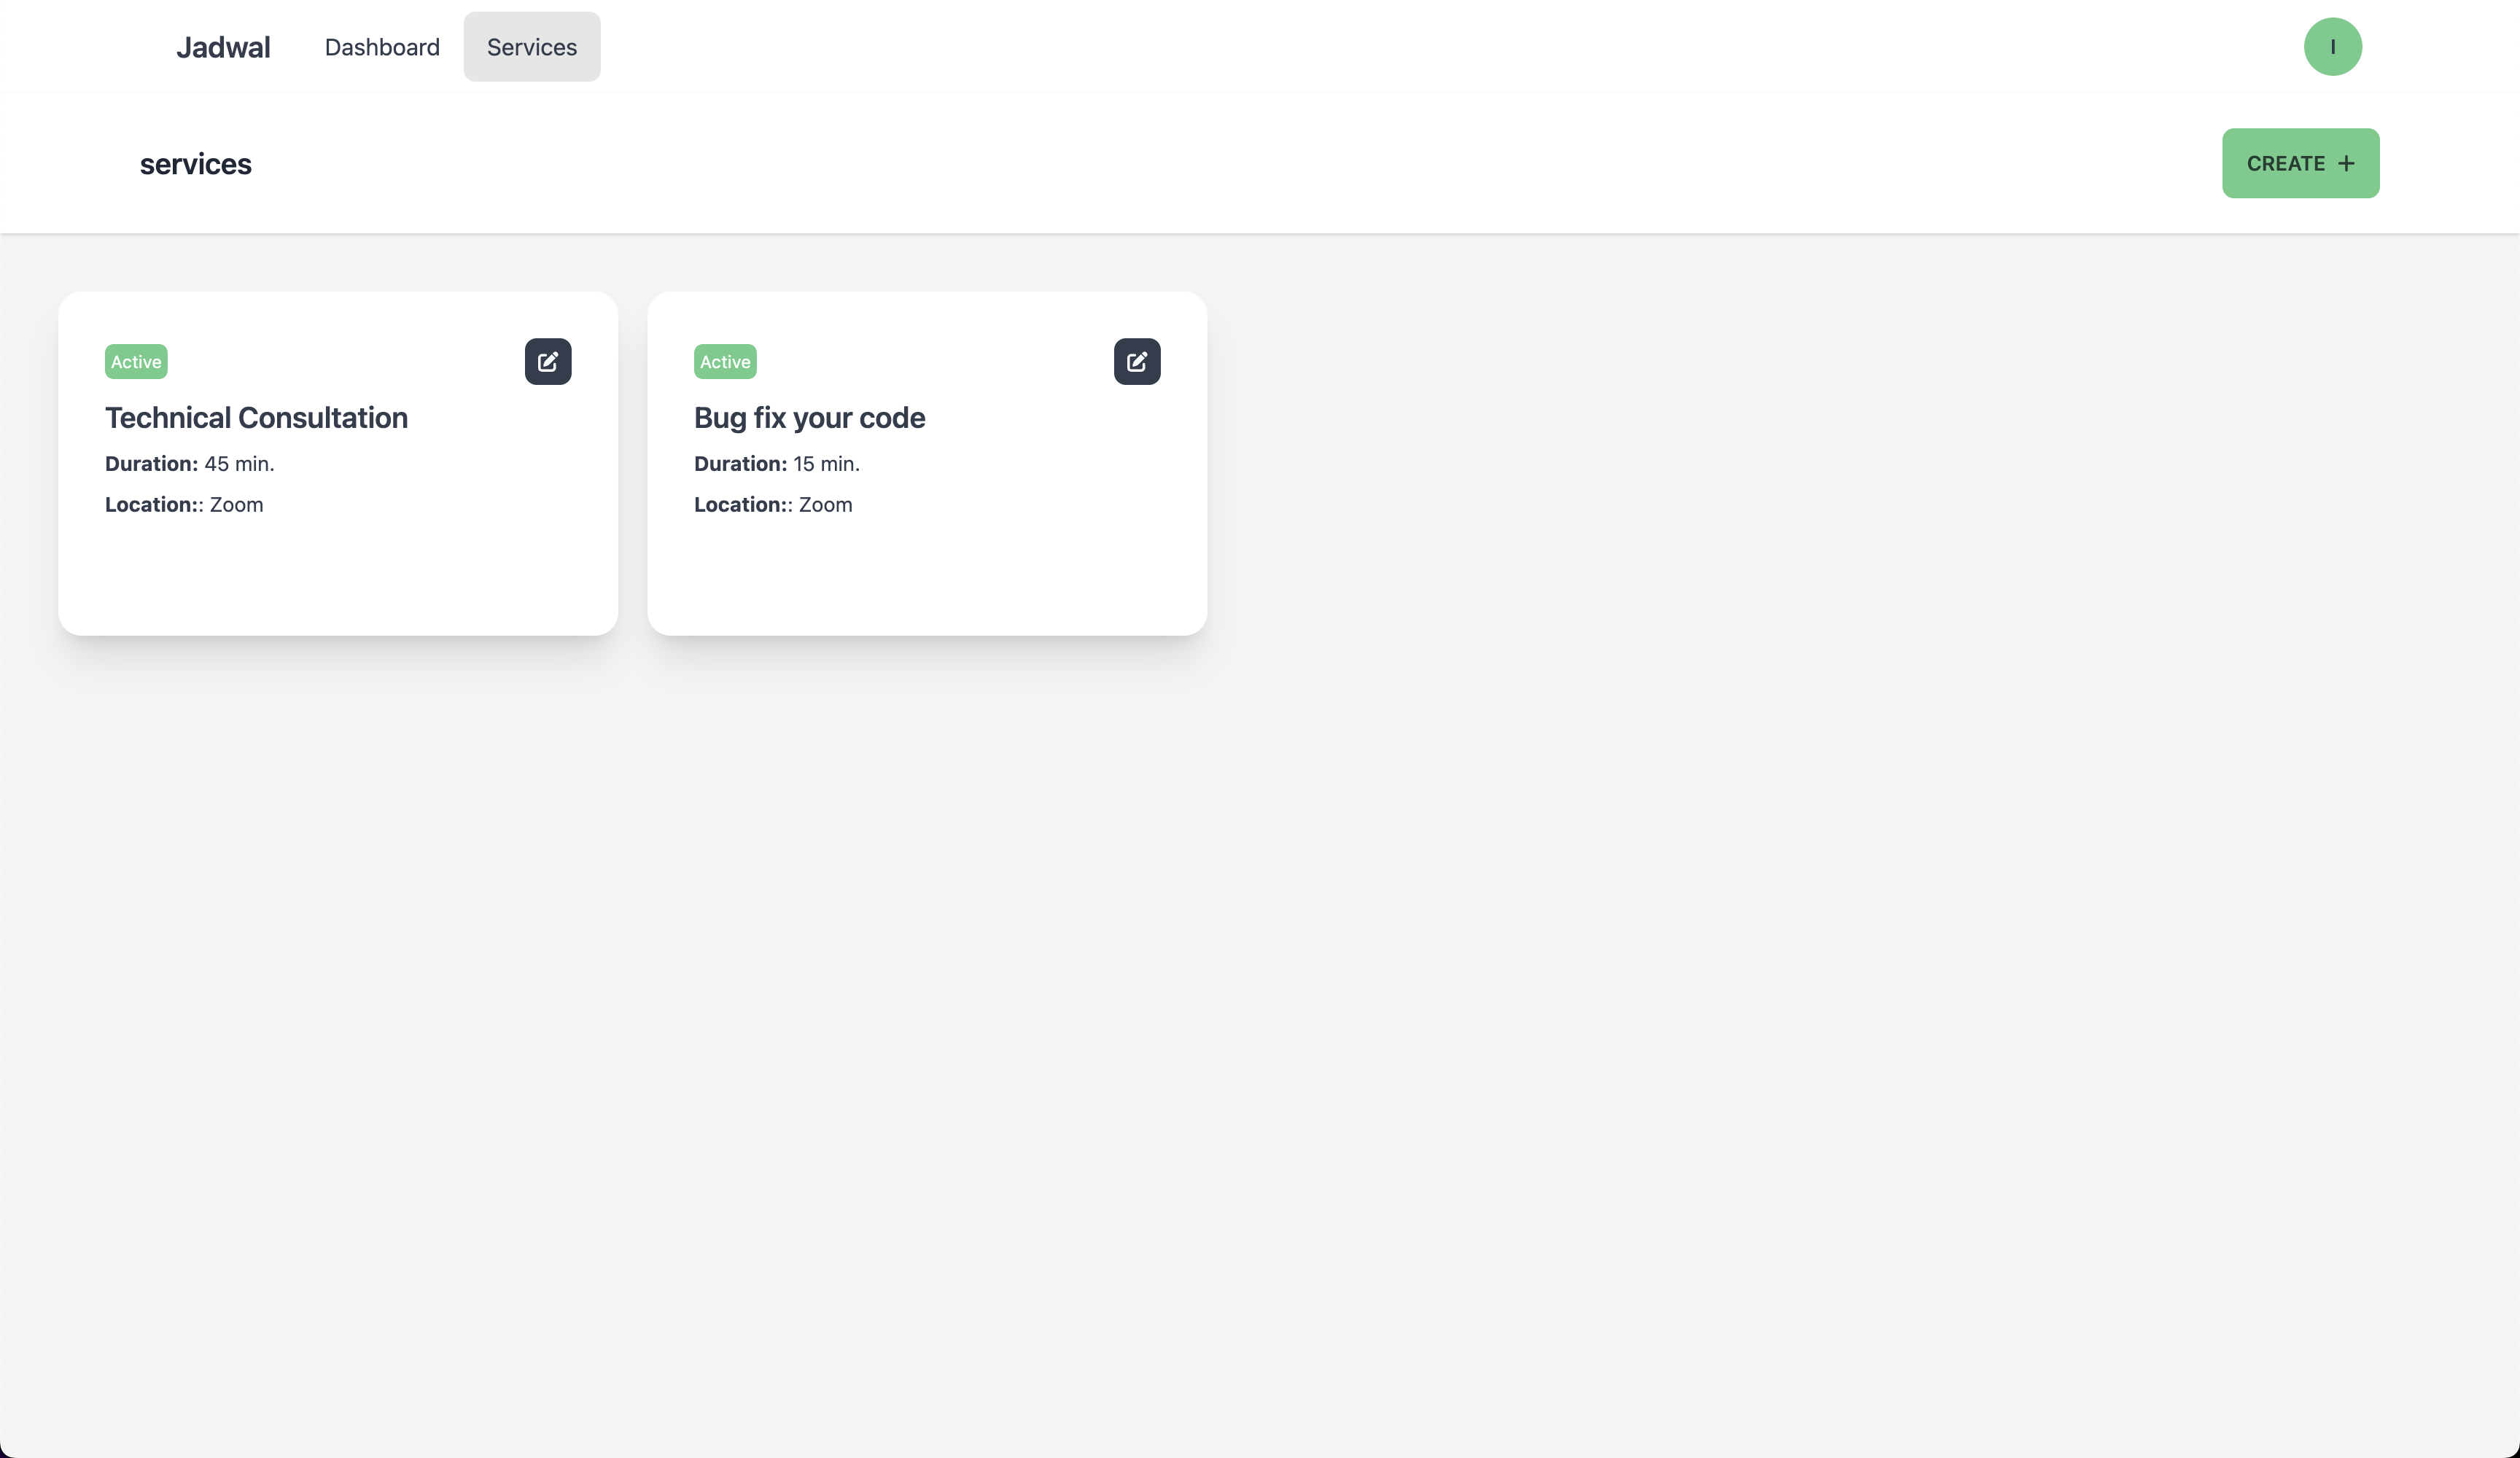 Jadwal Dashboard Services I
services CREATE +
Active
Technical Consultation
Duration: 45 min.
Location:: Zoom
Active
Bug fix your code
Duration: 15 min.
Location:: Zoom